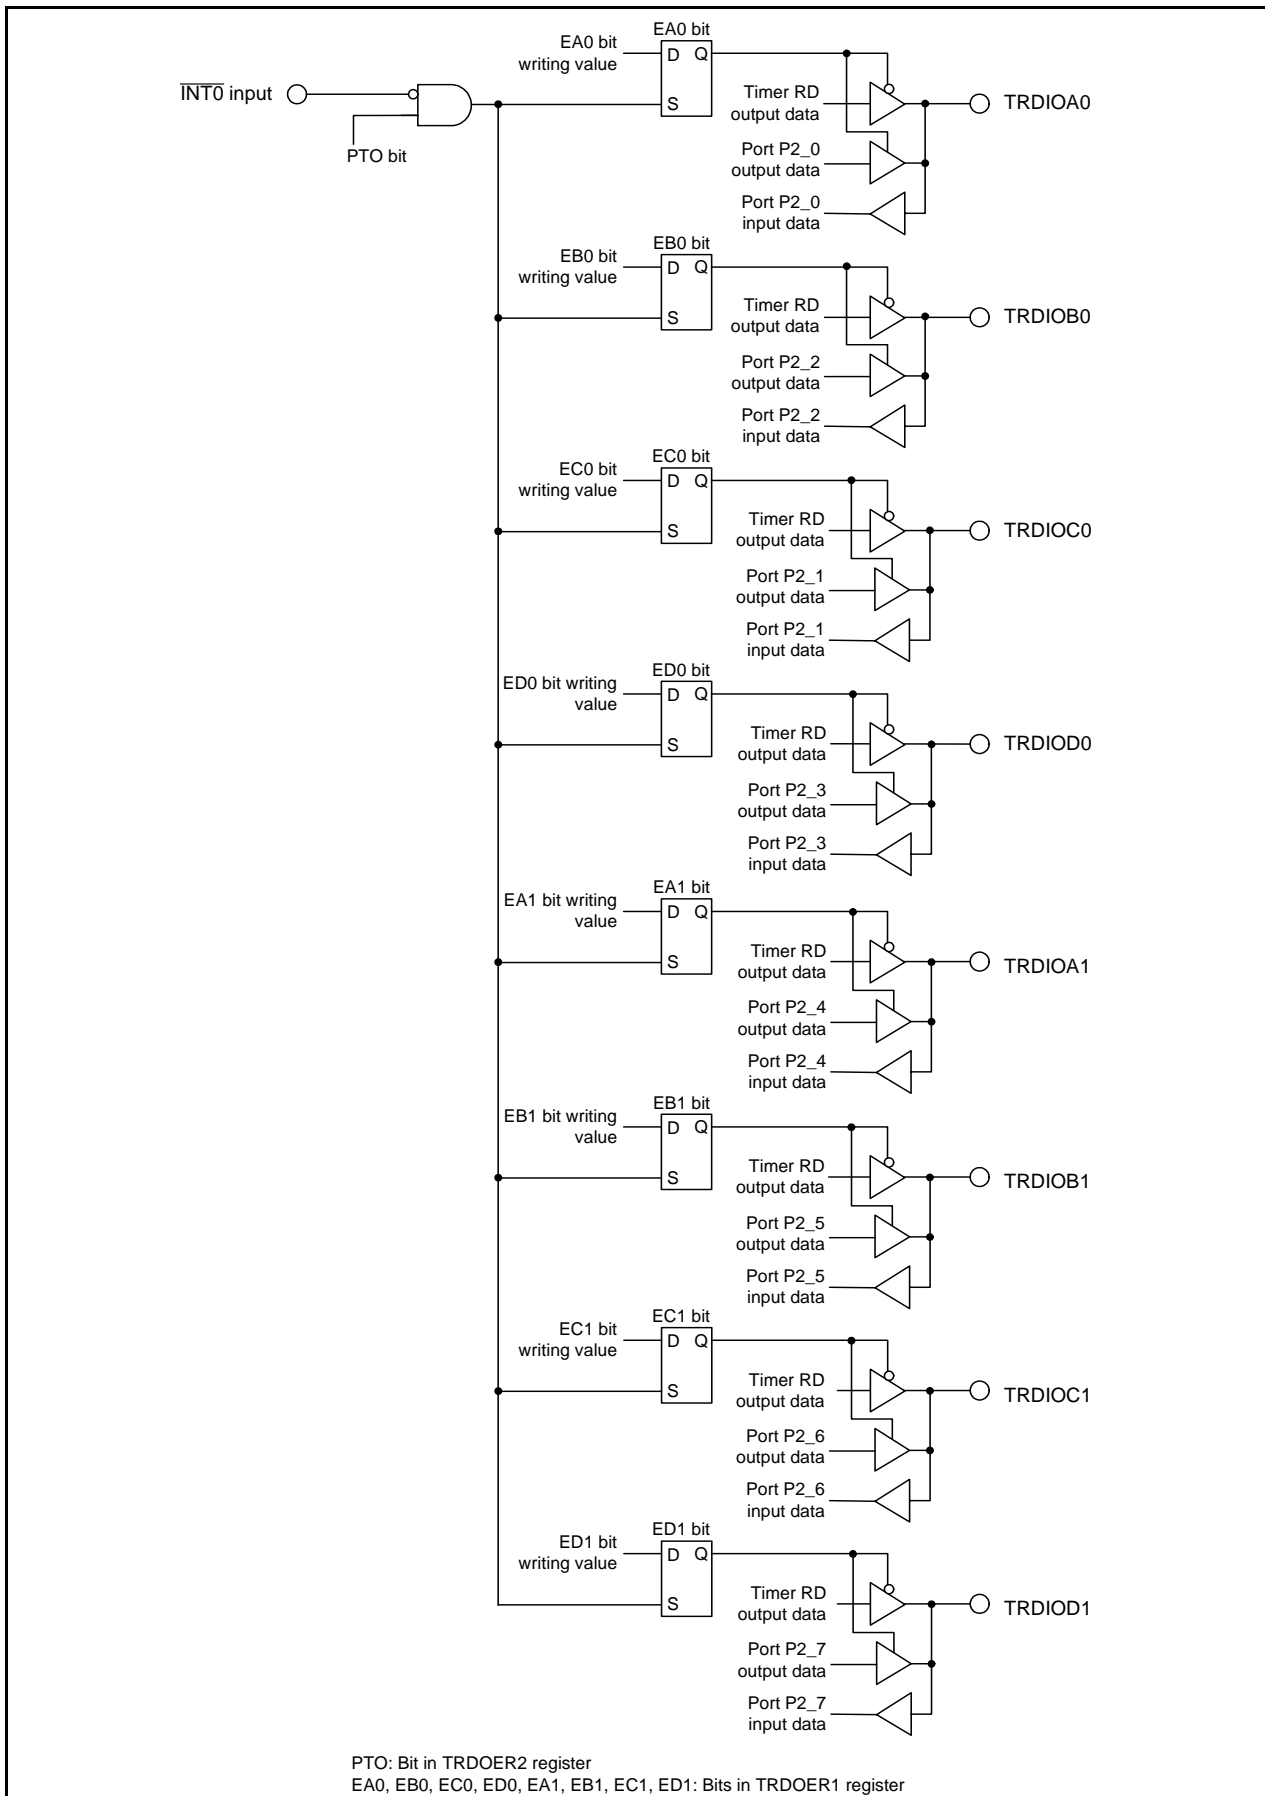 EA0 bit
writing value
EA0 bit
D Q
S
INT0 input
PTO bit
Timer RD
output data
TRDIOA0
Port P2_0
output data
Port P2_0
input data
EB0 bit
writing value
EB0 bit
D Q
S
Timer RD
output data
TRDIOB0
Port P2_2
output data
Port P2_2
input data
EC0 bit
writing value
EC0 bit
D Q
S
Timer RD
output data
TRDIOC0
Port P2_1
output data
Port P2_1
input data
ED0 bit writing
value
ED0 bit
D Q
S
Timer RD
output data
TRDIOD0
Port P2_3
output data
Port P2_3
input data
EA1 bit writing
value
EA1 bit
D Q
S
Timer RD
output data
TRDIOA1
Port P2_4
output data
Port P2_4
input data
EB1 bit writing
value
EB1 bit
D Q
S
Timer RD
output data
TRDIOB1
Port P2_5
output data
Port P2_5
input data
EC1 bit
writing value
EC1 bit
D Q
S
Timer RD
output data
TRDIOC1
Port P2_6
output data
Port P2_6
input data
ED1 bit
writing value
ED1 bit
D Q
S
Timer RD
output data
TRDIOD1
Port P2_7
output data
Port P2_7
input data
PTO: Bit in TRDOER2 register
EA0, EB0, EC0, ED0, EA1, EB1, EC1, ED1: Bits in TRDOER1 register